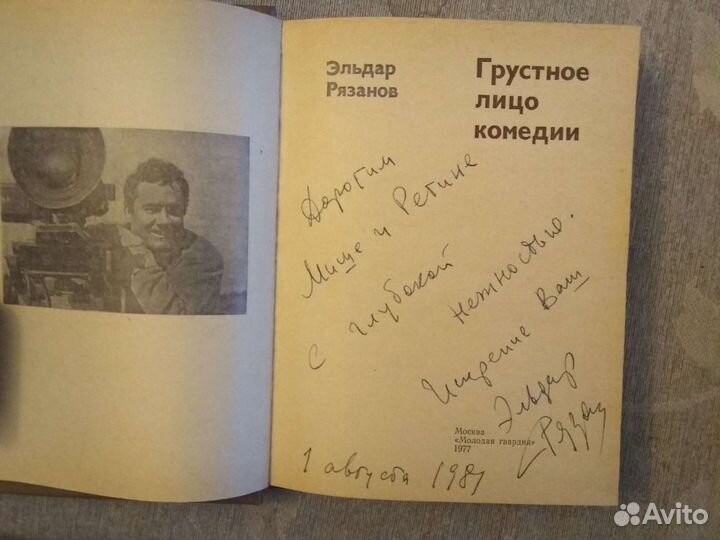 Эльдар
Рязанов
Грустное
лицо
комедии
Дорогим
Мише и Регине
с глубокой
нежностью.
Искренне Ваш
Эльдар
Рязанов
Москва
«Молодая гвардия»
1977
1 августа 1981
Avito